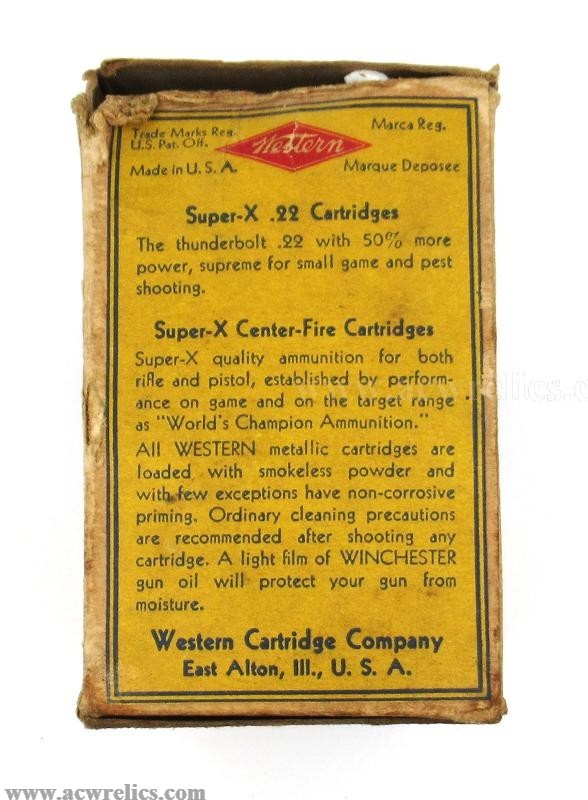 Trade Marks Reg.
U.S. Pat. Off.
Made in U. S. A.
Western
Marca Reg.
Marque Deposee
Super-X .22 Cartridges
The thunderbolt .22 with 50% more
power, supreme for small game and pest
shooting.
Super-X Center-Fire Cartridges
Super-X quality ammunition for both
rifle and pistol, established by perform-
ance on game and on the target range
as "World's Champion Ammunition."
All WESTERN metallic cartridges are
loaded with smokeless powder and
with few exceptions have non-corrosive
priming. Ordinary cleaning precautions
are recommended after shooting any
cartridge. A light film of WINCHESTER
gun oil will protect your gun from
moisture.
Western Cartridge Company
East Alton, Ill., U. S. A.
www.acwrelics.com